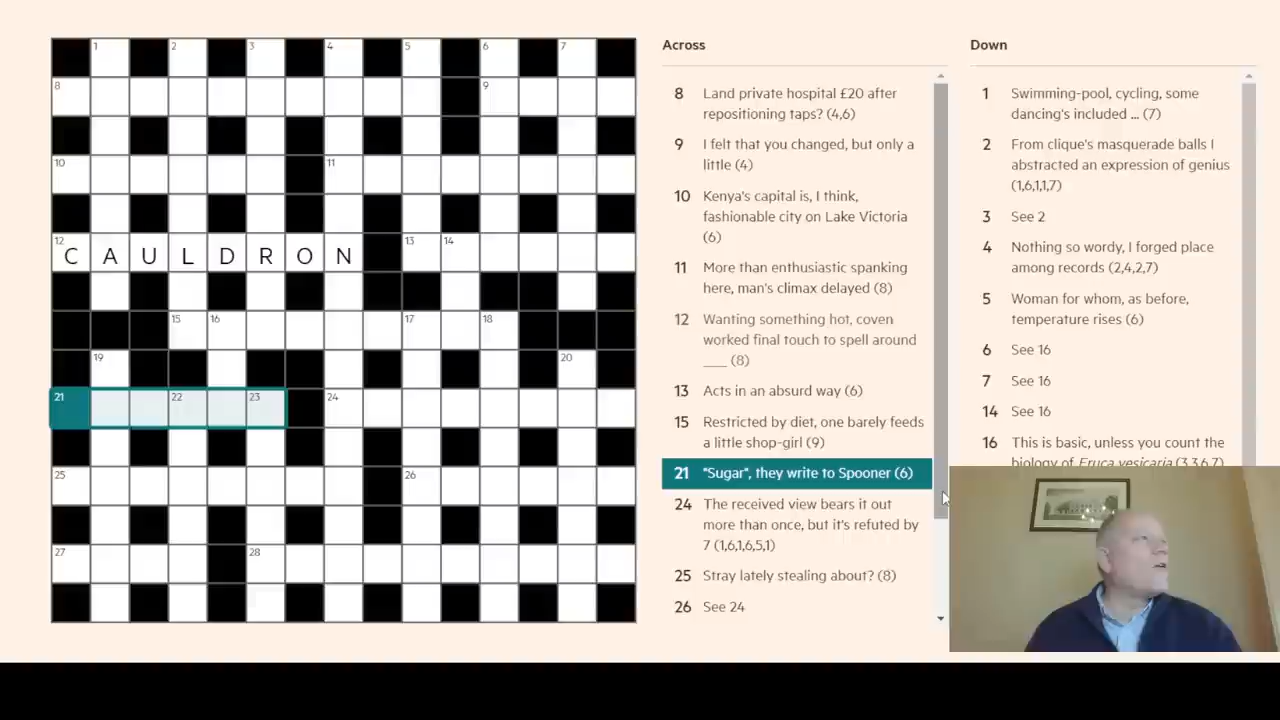 1 2 3 4 5 6 7
8 9
10 11
12 13 14
C A U L D R O N
15 16 17 18
19 20
21 22 23 24
25 26
27 28
Across
8 Land private hospital £20 after
repositioning taps? (4,6)
9 I felt that you changed, but only a
little (4)
10 Kenya's capital is, I think,
fashionable city on Lake Victoria
(6)
11 More than enthusiastic spanking
here, man's climax delayed (8)
12 Wanting something hot, coven
worked final touch to spell around
___ (8)
13 Acts in an absurd way (6)
15 Restricted by diet, one barely feeds
a little shop-girl (9)
21 "Sugar", they write to Spooner (6)
24 The received view bears it out
more than once, but it's refuted by
7 (1,6,1,6,5,1)
25 Stray lately stealing about? (8)
26 See 24
Down
1 Swimming-pool, cycling, some
dancing's included ... (7)
2 From clique's masquerade balls I
abstracted an expression of genius
(1,6,1,1,7)
3 See 2
4 Nothing so wordy, I forged place
among records (2,4,2,7)
5 Woman for whom, as before,
temperature rises (6)
6 See 16
7 See 16
14 See 16
16 This is basic, unless you count the
biology of Eruca vesicaria (3,3,6,7)